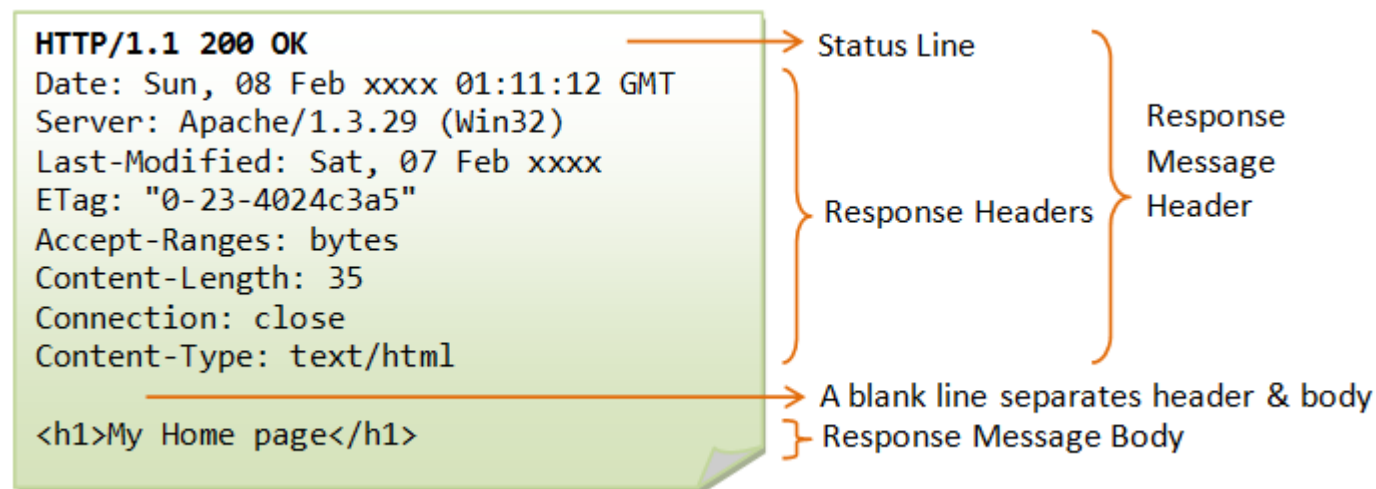 HTTP/1.1 200 OK
Date: Sun, 08 Feb xxxx 01:11:12 GMT
Server: Apache/1.3.29 (Win32)
Last-Modified: Sat, 07 Feb xxxx
ETag: "0-23-4024c3a5"
Accept-Ranges: bytes
Content-Length: 35
Connection: close
Content-Type: text/html
<h1>My Home page</h1>
Status Line
Response Headers
Response
Message
Header
A blank line separates header & body
Response Message Body